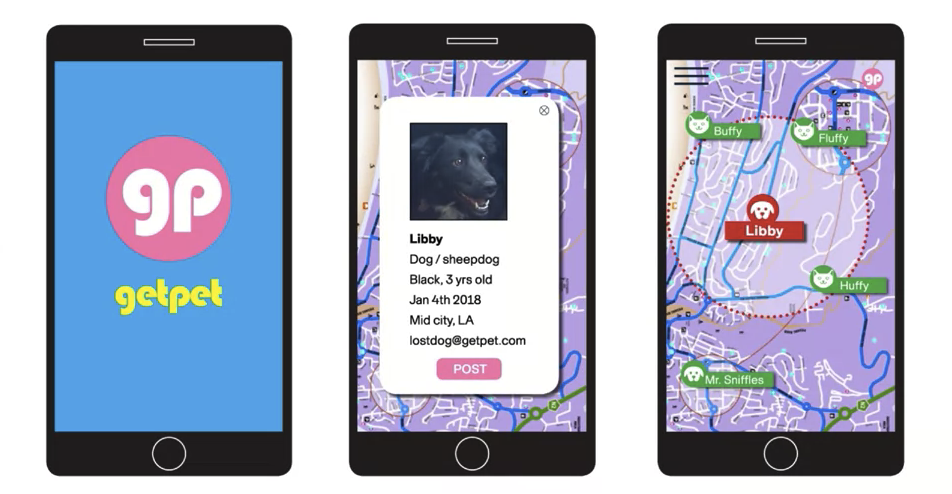 gp
getpet
Libby
Dog / sheepdog
Black, 3 yrs old
Jan 4th 2018
Mid city, LA
lostdog@getpet.com
POST
gp
Buffy
Fluffy
Libby
Huffy
Mr. Sniffles